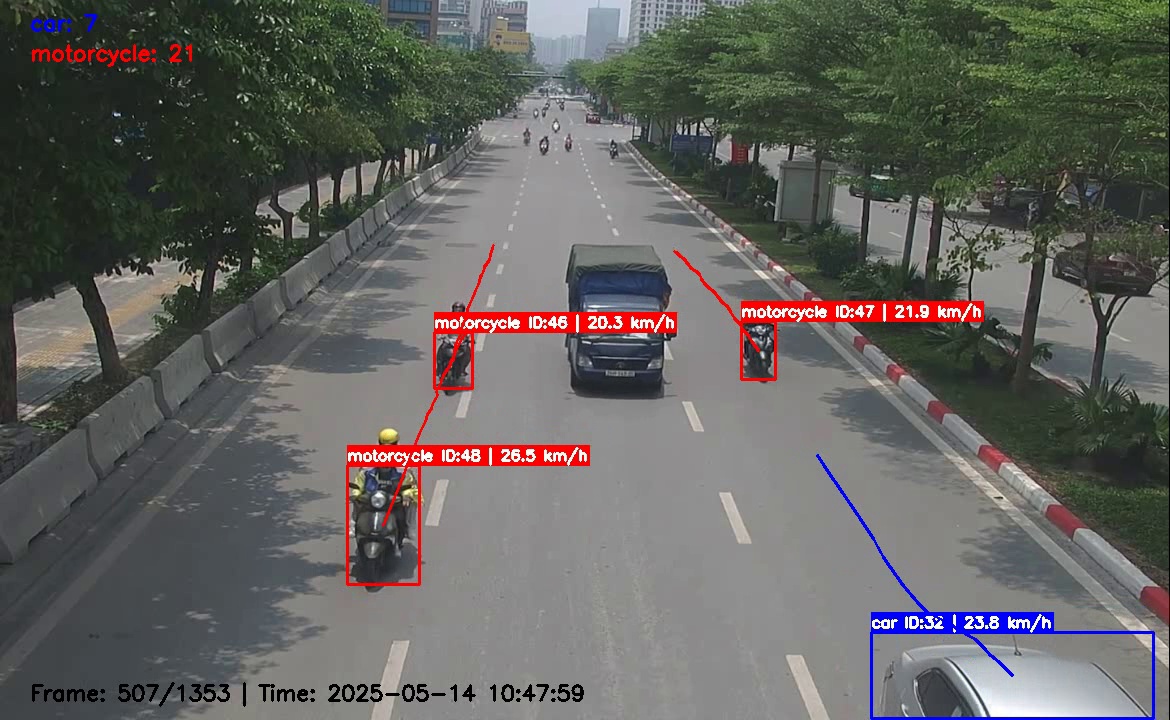 car: 7
motorcycle: 21
motorcycle ID:46 | 20.3 km/h
motorcycle ID:47 | 21.9 km/h
motorcycle ID:48 | 26.5 km/h
car ID:32 | 23.8 km/h
Frame: 507/1353 | Time: 2025-05-14 10:47:59